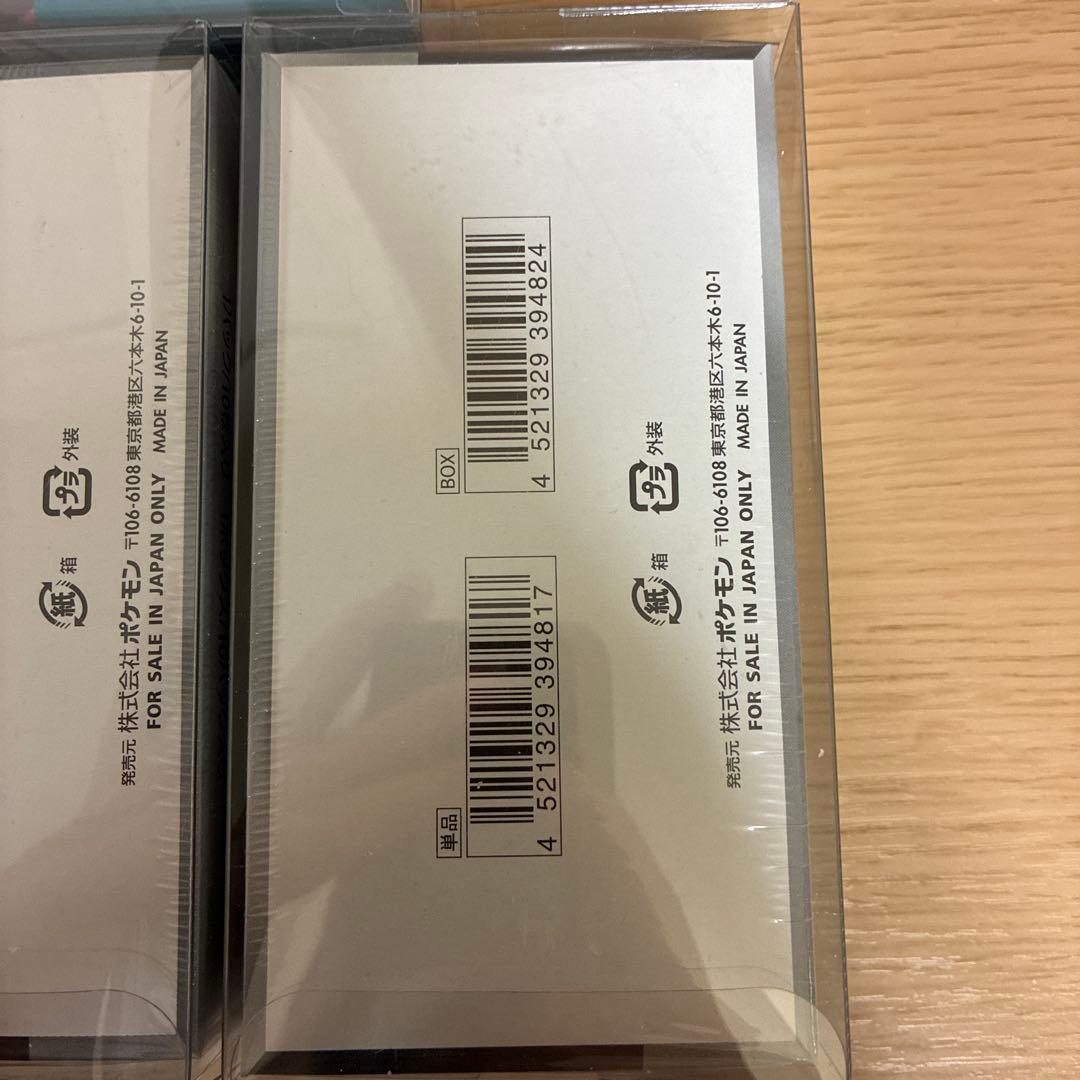 紙 箱
プラ 外装
発売元 株式会社 ポケモン 〒106-6108 東京都港区六本木6-10-1
FOR SALE IN JAPAN ONLY MADE IN JAPAN
単品
4 521329 394817
BOX
4 521329 394824
紙 箱
プラ 外装
発売元 株式会社 ポケモン 〒106-6108 東京都港区六本木6-10-1
FOR SALE IN JAPAN ONLY MADE IN JAPAN